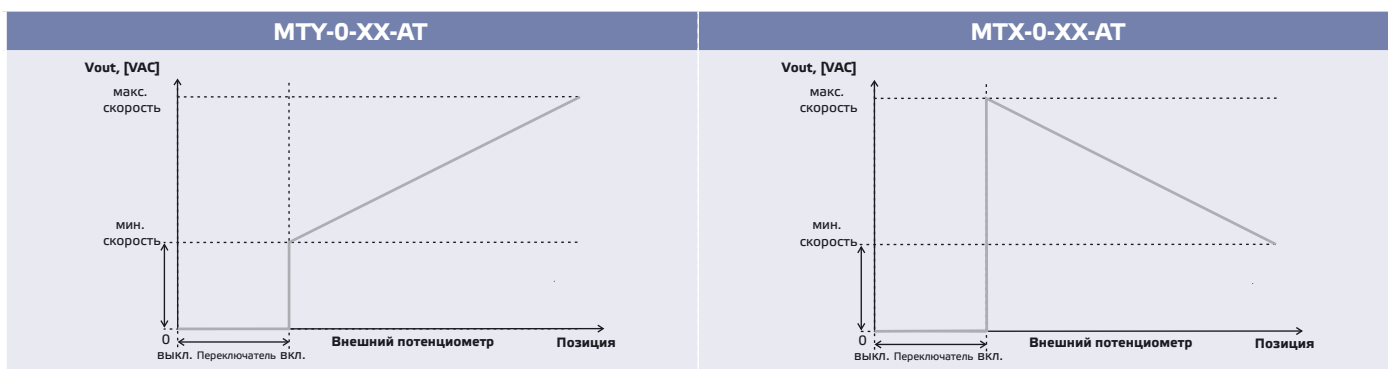 MTY-0-XX-AT
Vout, [VAC]
макс.
скорость
мин.
скорость
0
выкл. Переключатель вкл.
Внешний потенциометр
Позиция
MTX-0-XX-AT
Vout, [VAC]
макс.
скорость
мин.
скорость
0
выкл. Переключатель вкл.
Внешний потенциометр
Позиция